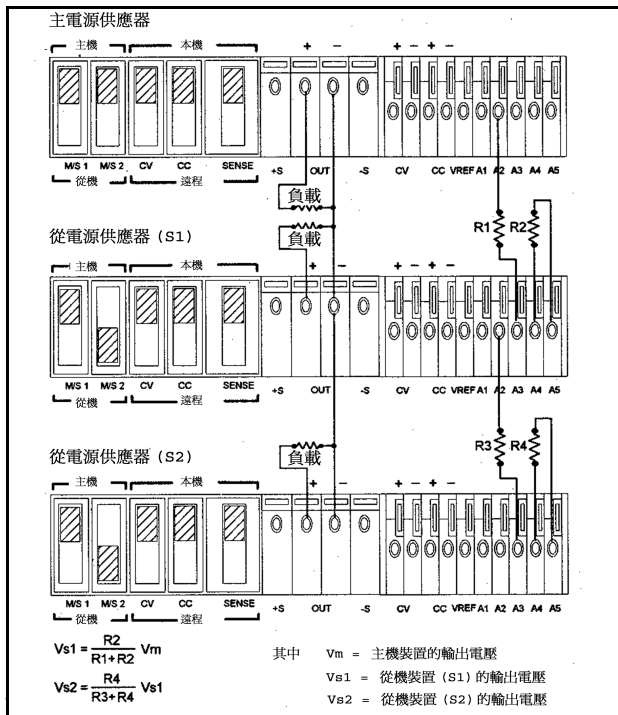 主電源供應器
主機 本機
+ − + − + −
M/S 1 M/S 2 CV CC SENSE
從機 遠程
+S OUT -S CV CC VREF A1 A2 A3 A4 A5
負載
負載
R1 R2
從電源供應器 (S1)
主機 本機
+ − + − + −
M/S 1 M/S 2 CV CC SENSE
從機 遠程
+S OUT -S CV CC VREF A1 A2 A3 A4 A5
負載
R3 R4
從電源供應器 (S2)
主機 本機
+ − + − + −
M/S 1 M/S 2 CV CC SENSE
從機 遠程
+S OUT -S CV CC VREF A1 A2 A3 A4 A5
Vs1 = R2 / R1+R2 Vm
Vs2 = R4 / R3+R4 Vs1
其中 Vm = 主機裝置的輸出電壓
Vs1 = 從機裝置 (S1) 的輸出電壓
Vs2 = 從機裝置 (S2) 的輸出電壓